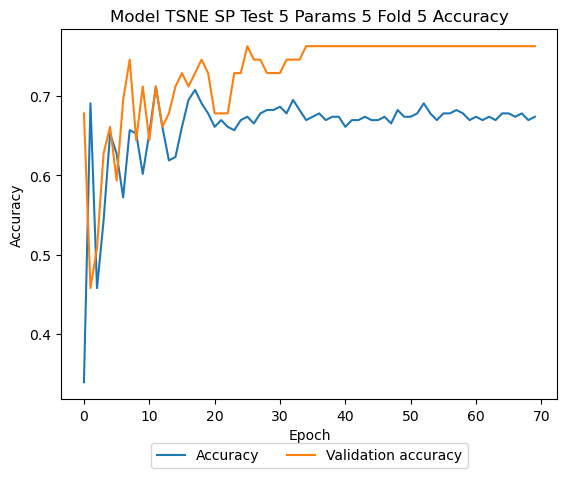 Model TSNE SP Test 5 Params 5 Fold 5 Accuracy
Accuracy
0.7
0.6
0.5
0.4
0 10 20 30 40 50 60 70
Epoch
Accuracy Validation accuracy